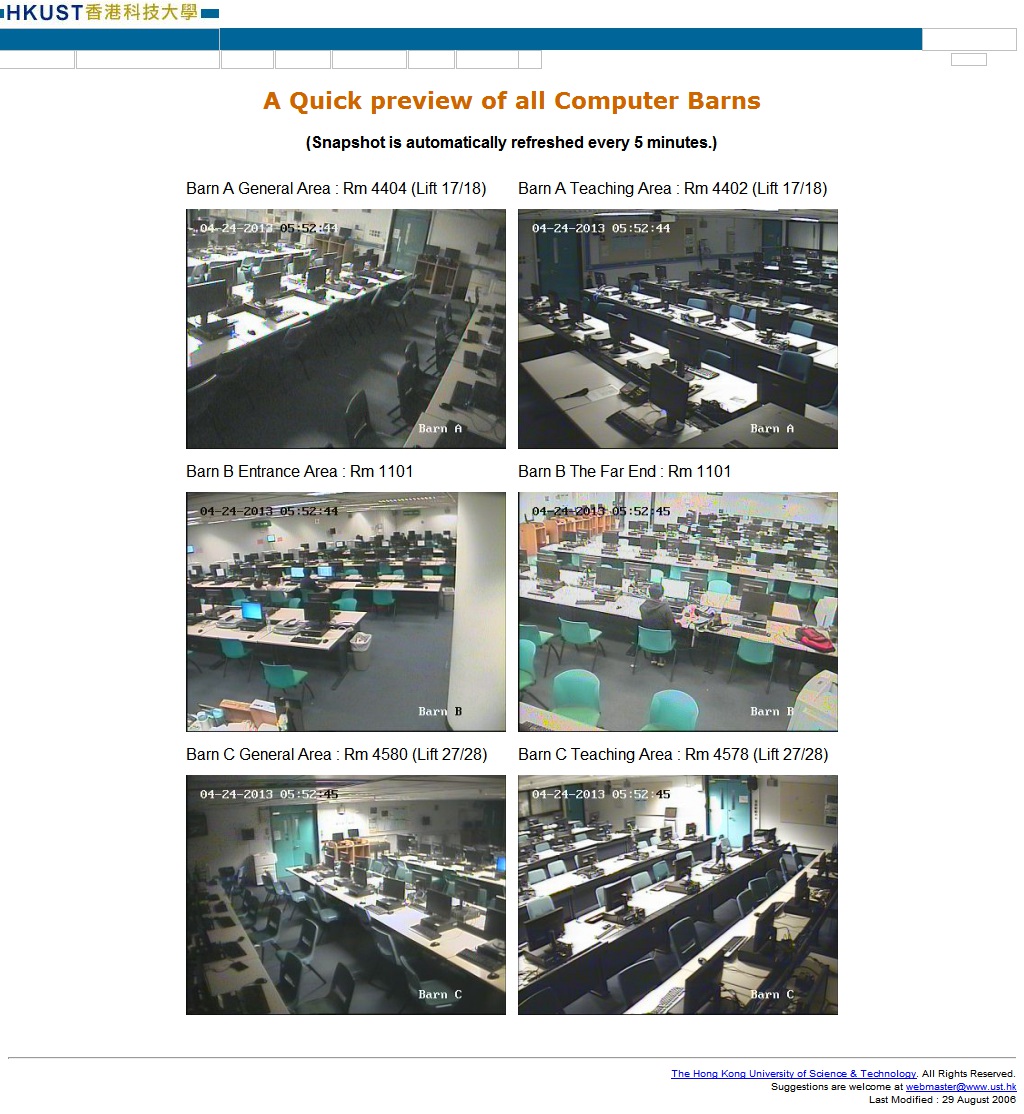 HKUST香港科技大學
A Quick preview of all Computer Barns
(Snapshot is automatically refreshed every 5 minutes.)
Barn A General Area : Rm 4404 (Lift 17/18)
Barn A Teaching Area : Rm 4402 (Lift 17/18)
04-24-2013 05:52:44
Barn A
04-24-2013 05:52:44
Barn A
Barn B Entrance Area : Rm 1101
Barn B The Far End : Rm 1101
04-24-2013 05:52:44
Barn B
04-24-2013 05:52:45
Barn B
Barn C General Area : Rm 4580 (Lift 27/28)
Barn C Teaching Area : Rm 4578 (Lift 27/28)
04-24-2013 05:52:45
Barn C
04-24-2013 05:52:45
Barn C
The Hong Kong University of Science & Technology. All Rights Reserved.
Suggestions are welcome at webmaster@www.ust.hk
Last Modified : 29 August 2006